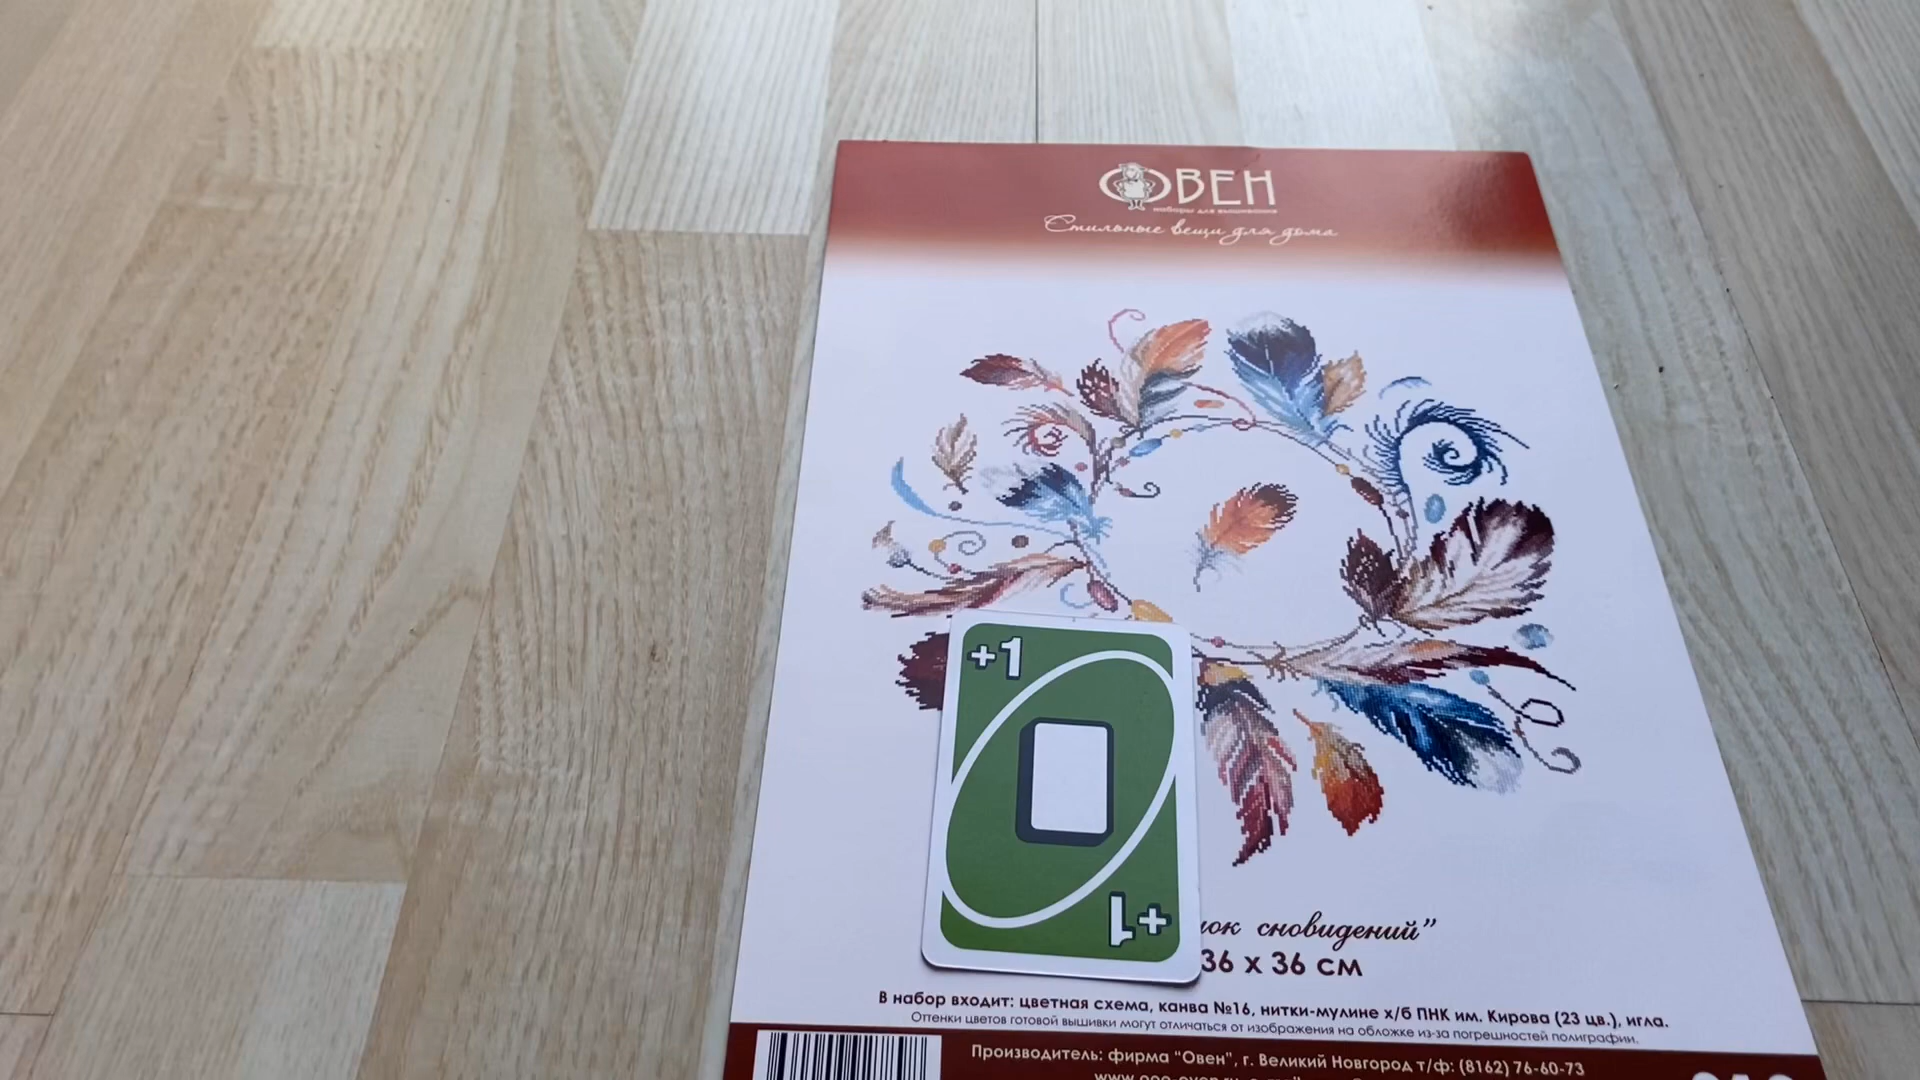 ОВЕН
наборы для вышивания
Стильные вещи для дома
+1
+1
сновидений”
36 х 36 см
В набор входит: цветная схема, канва №16, нитки-мулине х/б ПНК им. Кирова (23 цв.), игла.
Оттенки цветов готовой вышивки могут отличаться от изображения на обложке из-за погрешностей полиграфии.
Производитель: фирма "Овен", г. Великий Новгород т/ф: (8162) 76-60-73